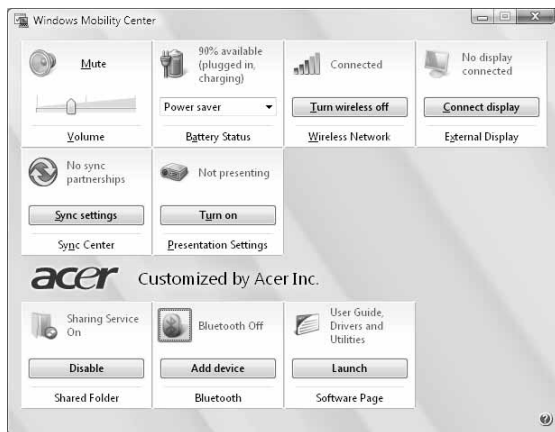 Windows Mobility Center
Mute
Volume
90% available
(plugged in,
charging)
Power saver
Battery Status
Connected
Turn wireless off
Wireless Network
No display
connected
Connect display
External Display
No sync
partnerships
Sync settings
Sync Center
Not presenting
Turn on
Presentation Settings
acer Customized by Acer Inc.
Sharing Service
On
Disable
Shared Folder
Bluetooth Off
Add device
Bluetooth
User Guide,
Drivers and
Utilities
Launch
Software Page